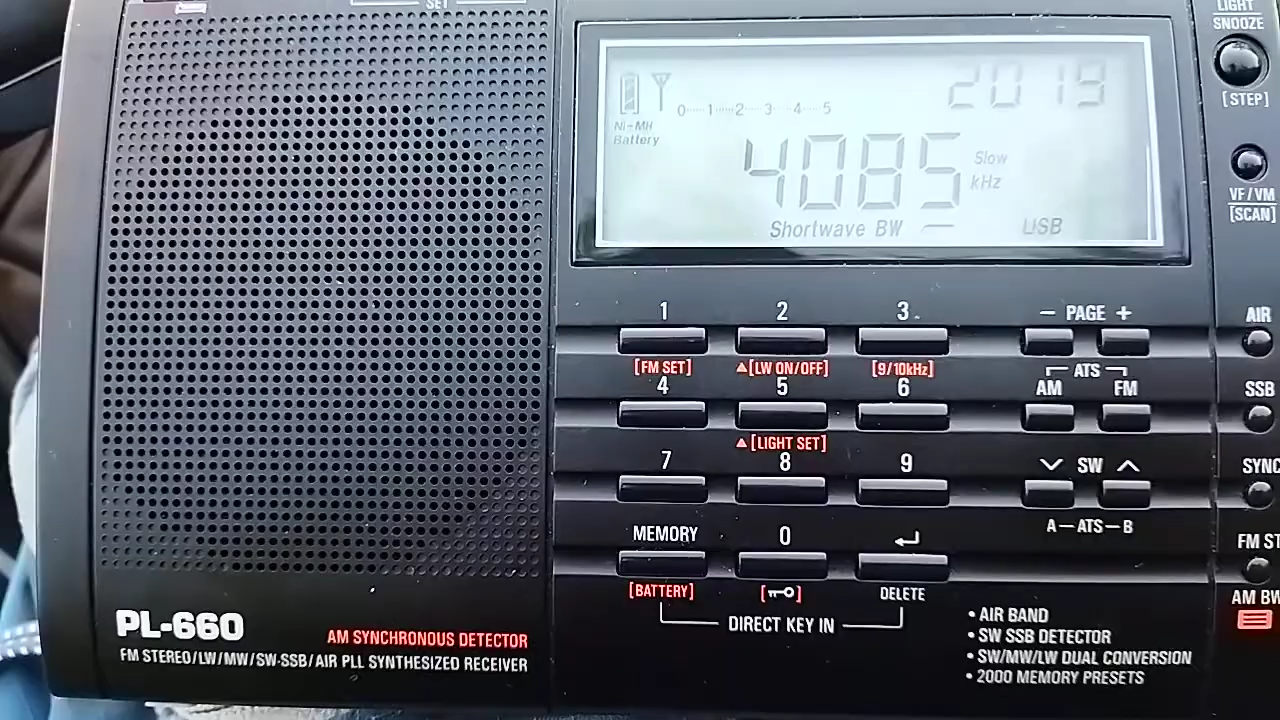 SET
LIGHT
SNOOZE
[STEP]
2019
0 1 2 3 4 5
Ni-MH
Battery
4085
Slow
kHz
Shortwave BW
USB
VF / VM
[SCAN]
1 2 3
- PAGE +
AIR
[FM SET] [LW ON/OFF] [9/10kHz]
ATS
4 5 6
AM FM
SSB
[LIGHT SET]
7 8 9
SW
SYNC
A-ATS-B
MEMORY 0
FM ST
[BATTERY]
DELETE
AM BW
DIRECT KEY IN
PL-660
AM SYNCHRONOUS DETECTOR
FM STEREO/LW/MW/SW-SSB/AIR PLL SYNTHESIZED RECEIVER
• AIR BAND
• SW SSB DETECTOR
• SW/MW/LW DUAL CONVERSION
• 2000 MEMORY PRESETS